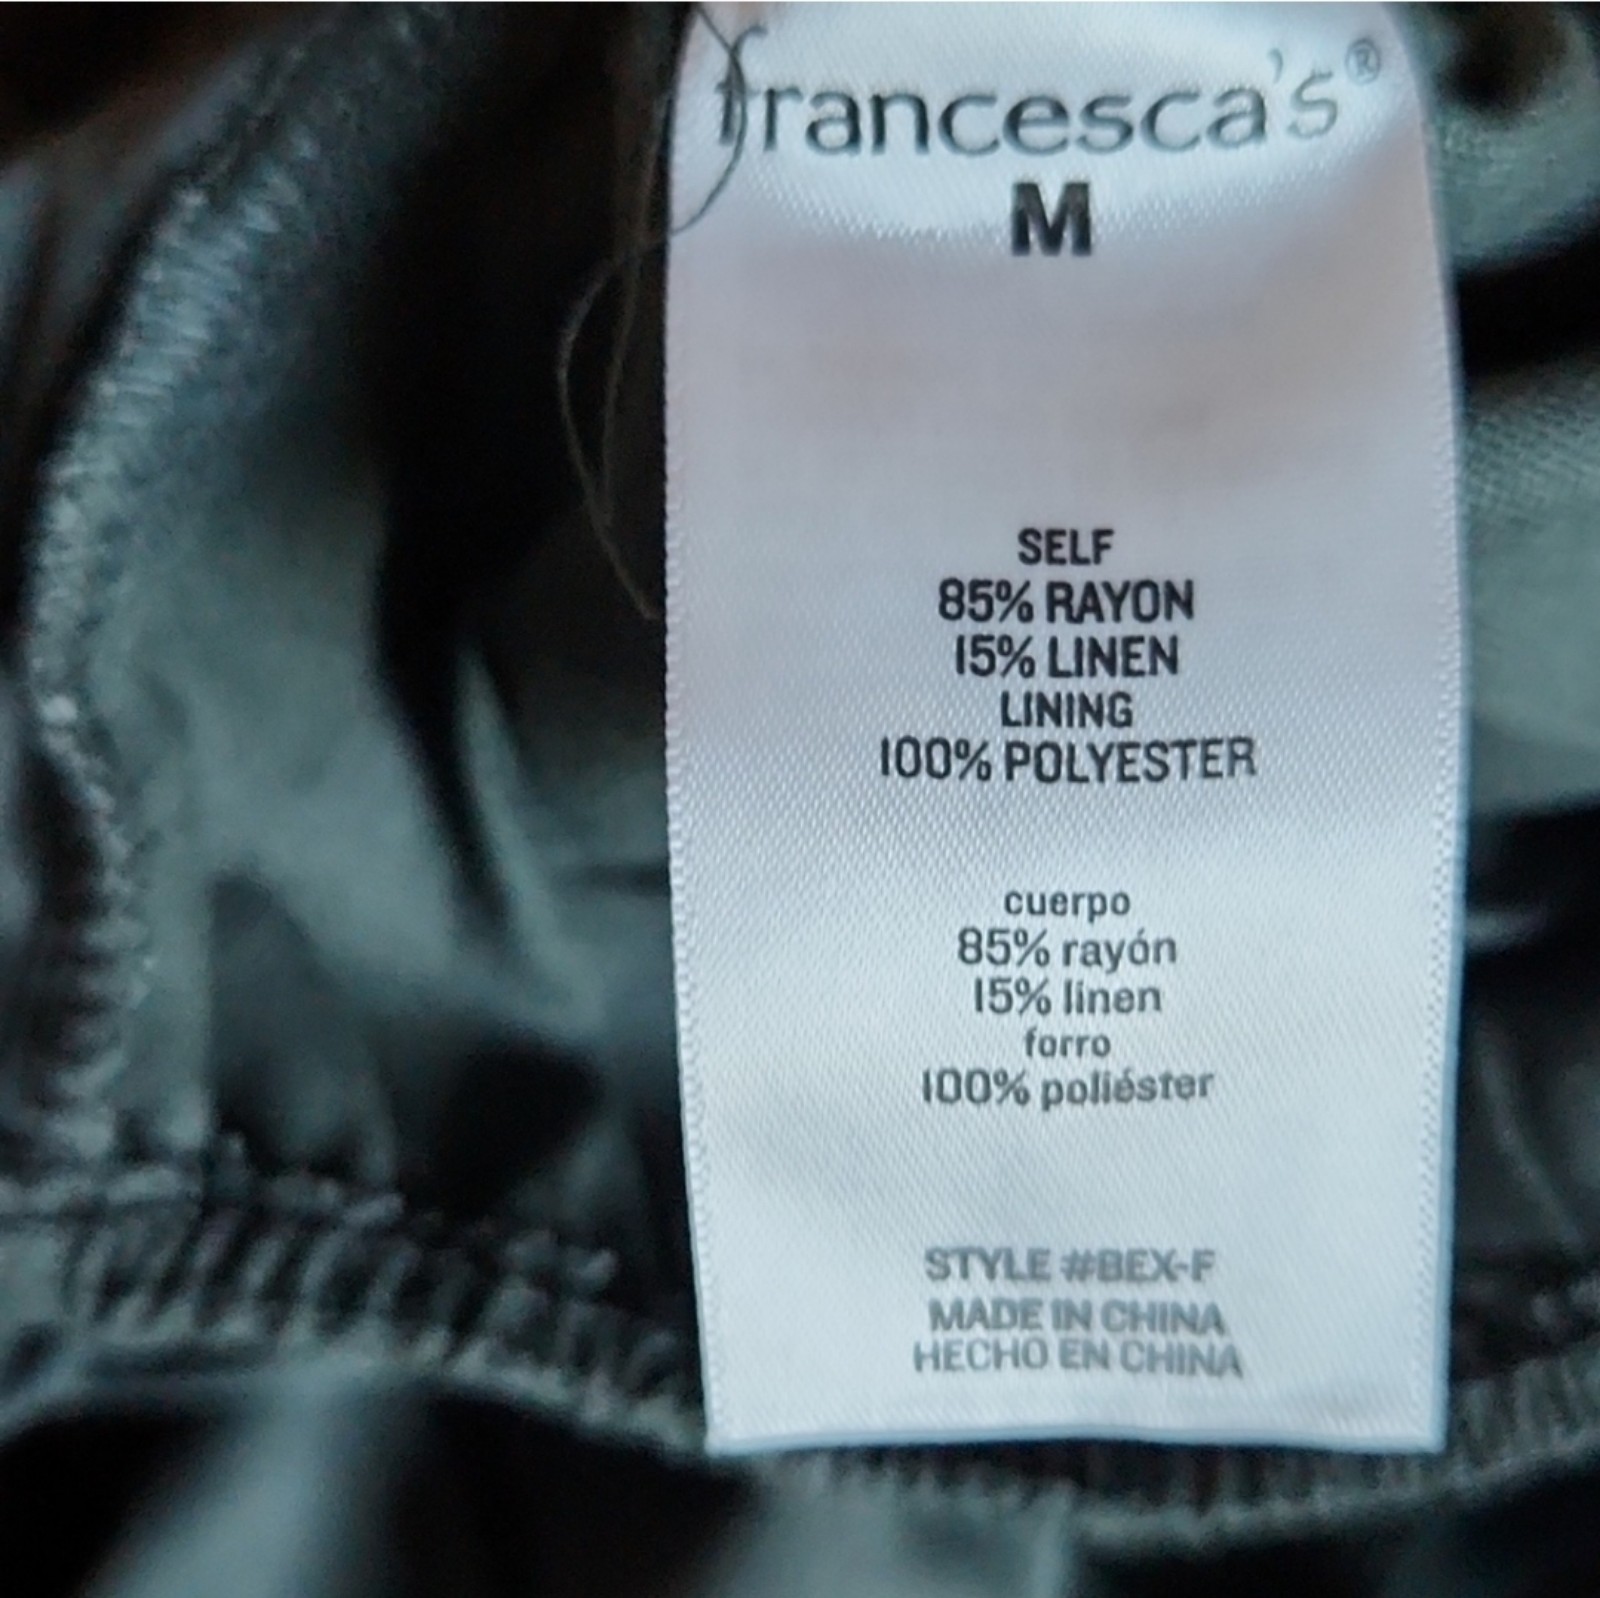 francesca's®
M
SELF
85% RAYON
15% LINEN
LINING
100% POLYESTER
cuerpo
85% rayón
15% linen
forro
100% poliéster
STYLE #BEX-F
MADE IN CHINA
HECHO EN CHINA